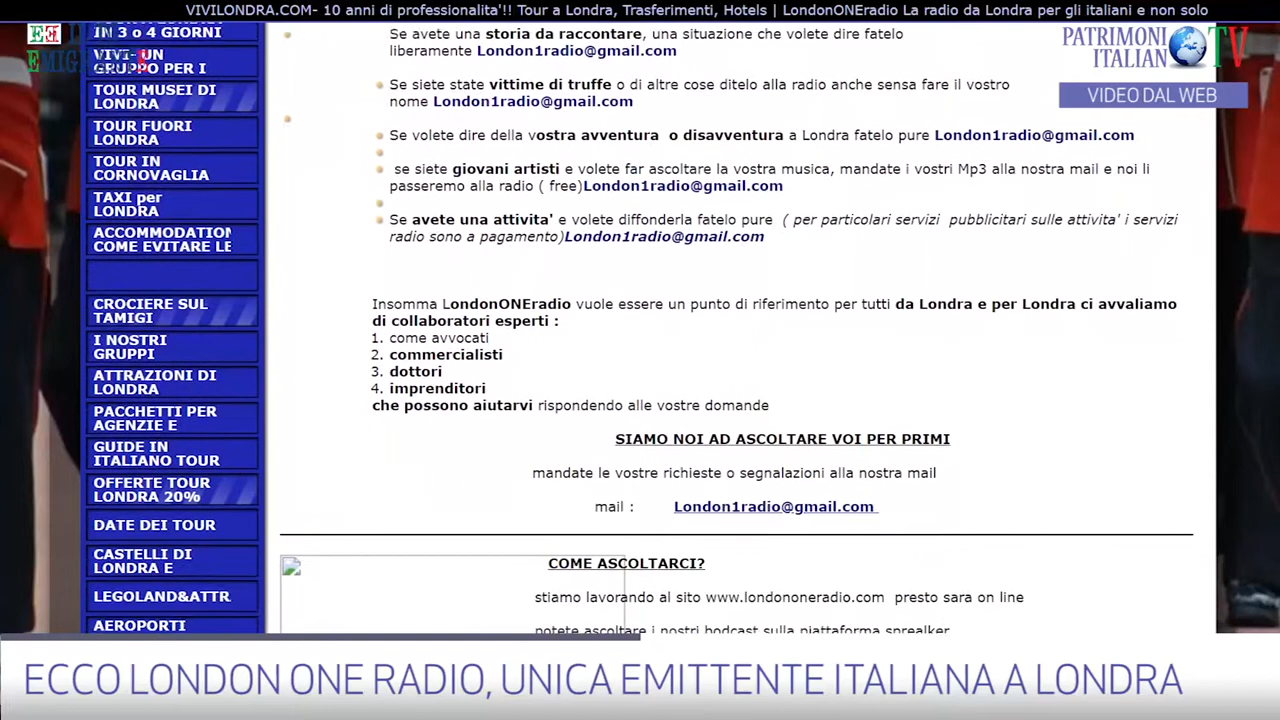 VIVILONDRA.COM- 10 anni di professionalita'!! Tour a Londra, Trasferimenti, Hotels | LondonONEradio La radio da Londra per gli italiani e non solo
IN 3 o 4 GIORNI
VIVI- UN
GRUPPO PER I
TOUR MUSEI DI
LONDRA
TOUR FUORI
LONDRA
TOUR IN
CORNOVAGLIA
TAXI per
LONDRA
ACCOMMODATION
COME EVITARE LE
CROCIERE SUL
TAMIGI
I NOSTRI
GRUPPI
ATTRAZIONI DI
LONDRA
PACCHETTI PER
AGENZIE E
GUIDE IN
ITALIANO TOUR
OFFERTE TOUR
LONDRA 20%
DATE DEI TOUR
CASTELLI DI
LONDRA E
LEGOLAND&ATTR
AEROPORTI
Se avete una storia da raccontare, una situazione che volete dire fatelo
liberamente London1radio@gmail.com
Se siete state vittime di truffe o di altre cose ditelo alla radio anche sensa fare il vostro
nome London1radio@gmail.com
Se volete dire della vostra avventura o disavventura a Londra fatelo pure London1radio@gmail.com
se siete giovani artisti e volete far ascoltare la vostra musica, mandate i vostri Mp3 alla nostra mail e noi li
passeremo alla radio ( free)London1radio@gmail.com
Se avete una attivita' e volete diffonderla fatelo pure ( per particolari servizi pubblicitari sulle attivita' i servizi
radio sono a pagamento)London1radio@gmail.com
Insomma LondonONEradio vuole essere un punto di riferimento per tutti da Londra e per Londra ci avvaliamo
di collaboratori esperti :
1. come avvocati
2. commercialisti
3. dottori
4. imprenditori
che possono aiutarvi rispondendo alle vostre domande
SIAMO NOI AD ASCOLTARE VOI PER PRIMI
mandate le vostre richieste o segnalazioni alla nostra mail
mail : London1radio@gmail.com
COME ASCOLTARCI?
stiamo lavorando al sito www.londononeradio.com presto sara on line
potete ascoltare i nostri bodcast sulla piattaforma sprealker
PATRIMONI
ITALIAN TV
VIDEO DAL WEB
ECCO LONDON ONE RADIO, UNICA EMITTENTE ITALIANA A LONDRA